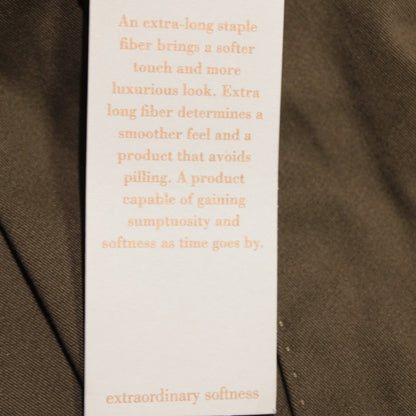 An extra-long staple
fiber brings a softer
touch and more
luxurious look. Extra
long fiber determines a
smoother feel and a
product that avoids
pilling. A product
capable of gaining
sumptuosity and
softness as time goes by.
extraordinary softness